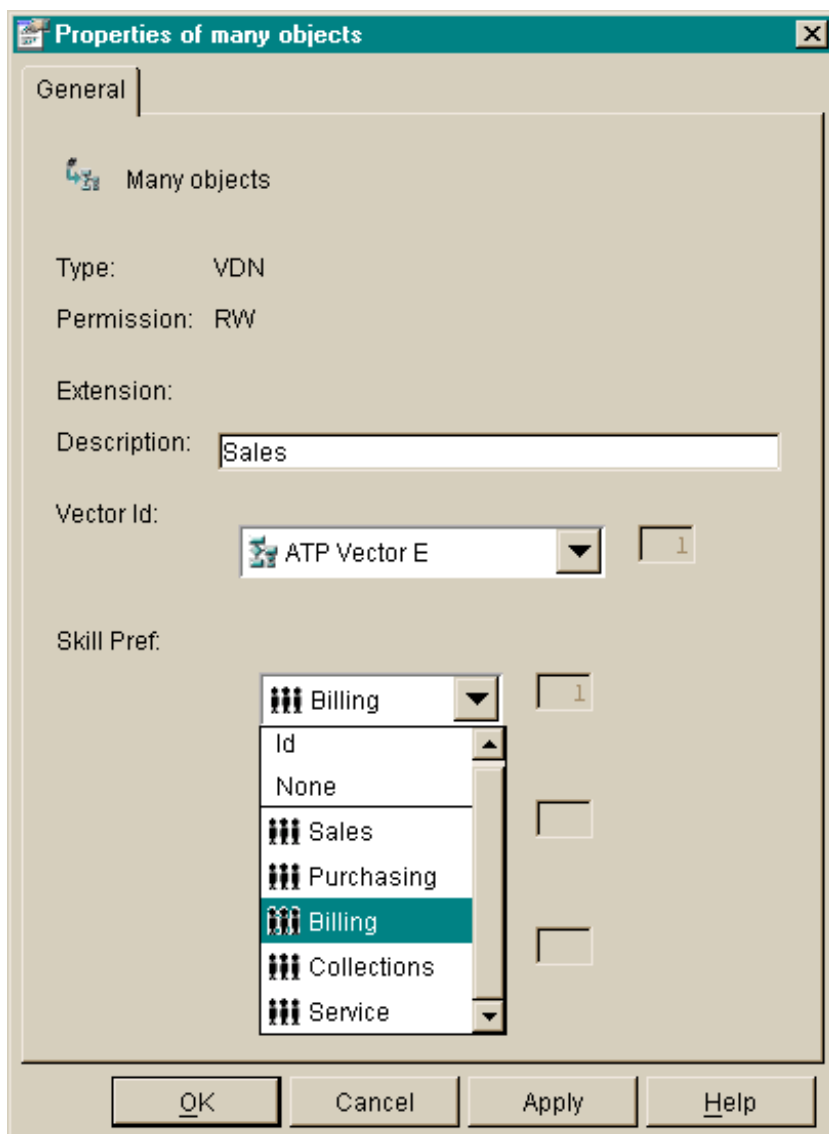 Properties of many objects
General
Many objects
Type: VDN
Permission: RW
Extension:
Description: Sales
Vector Id:
ATP Vector E 1
Skill Pref:
Billing 1
Id
None
Sales
Purchasing
Billing
Collections
Service
OK Cancel Apply Help